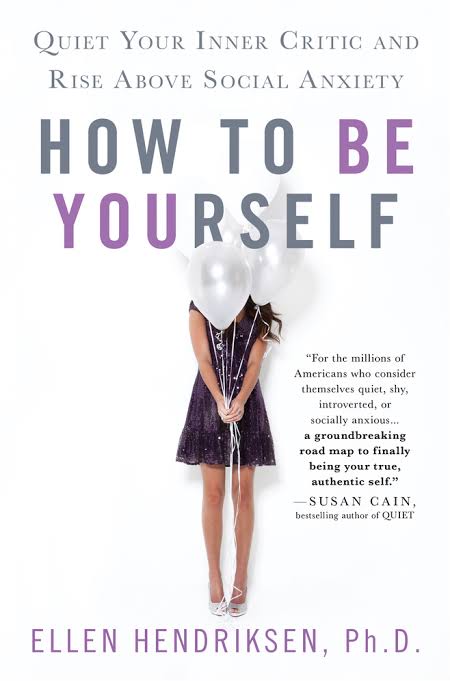 QUIET YOUR INNER CRITIC AND
RISE ABOVE SOCIAL ANXIETY
HOW TO BE
YOURSELF
“For the millions of
Americans who consider
themselves quiet, shy,
introverted, or
socially anxious...
a groundbreaking
road map to finally
being your true,
authentic self.”
—SUSAN CAIN,
bestselling author of QUIET
ELLEN HENDRIKSEN, Ph.D.